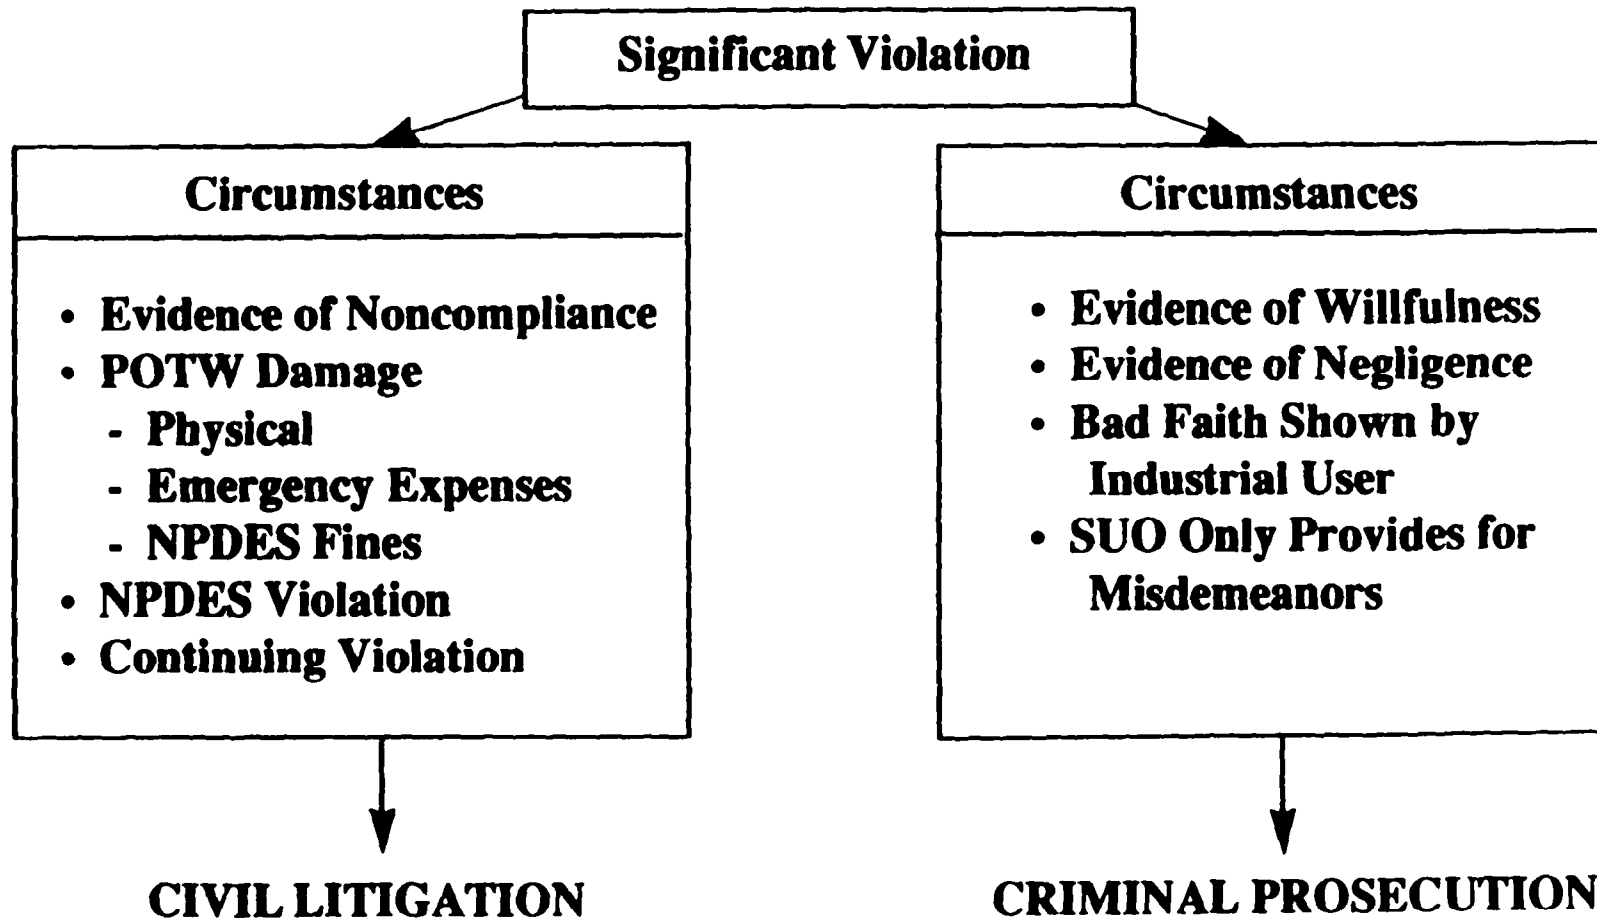 Significant Violation
Circumstances
• Evidence of Noncompliance
• POTW Damage
- Physical
- Emergency Expenses
- NPDES Fines
• NPDES Violation
• Continuing Violation
CIVIL LITIGATION
Circumstances
• Evidence of Willfulness
• Evidence of Negligence
• Bad Faith Shown by
Industrial User
• SUO Only Provides for
Misdemeanors
CRIMINAL PROSECUTION